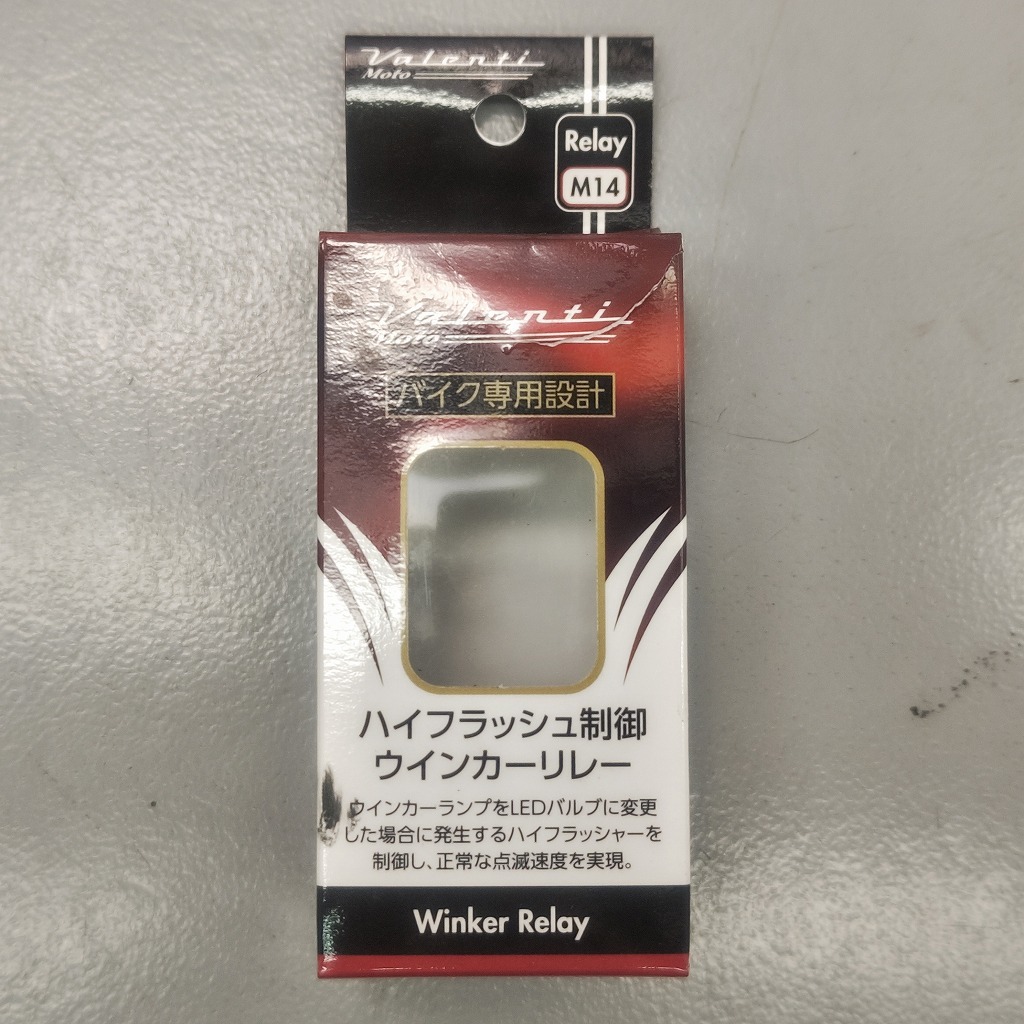 Valenti
Moto
Relay
M14
Valenti
Moto
バイク専用設計
ハイフラッシュ制御
ウインカーリレー
ウインカーランプをLEDバルブに変更
した場合に発生するハイフラッシャーを
制御し、正常な点滅速度を実現。
Winker Relay